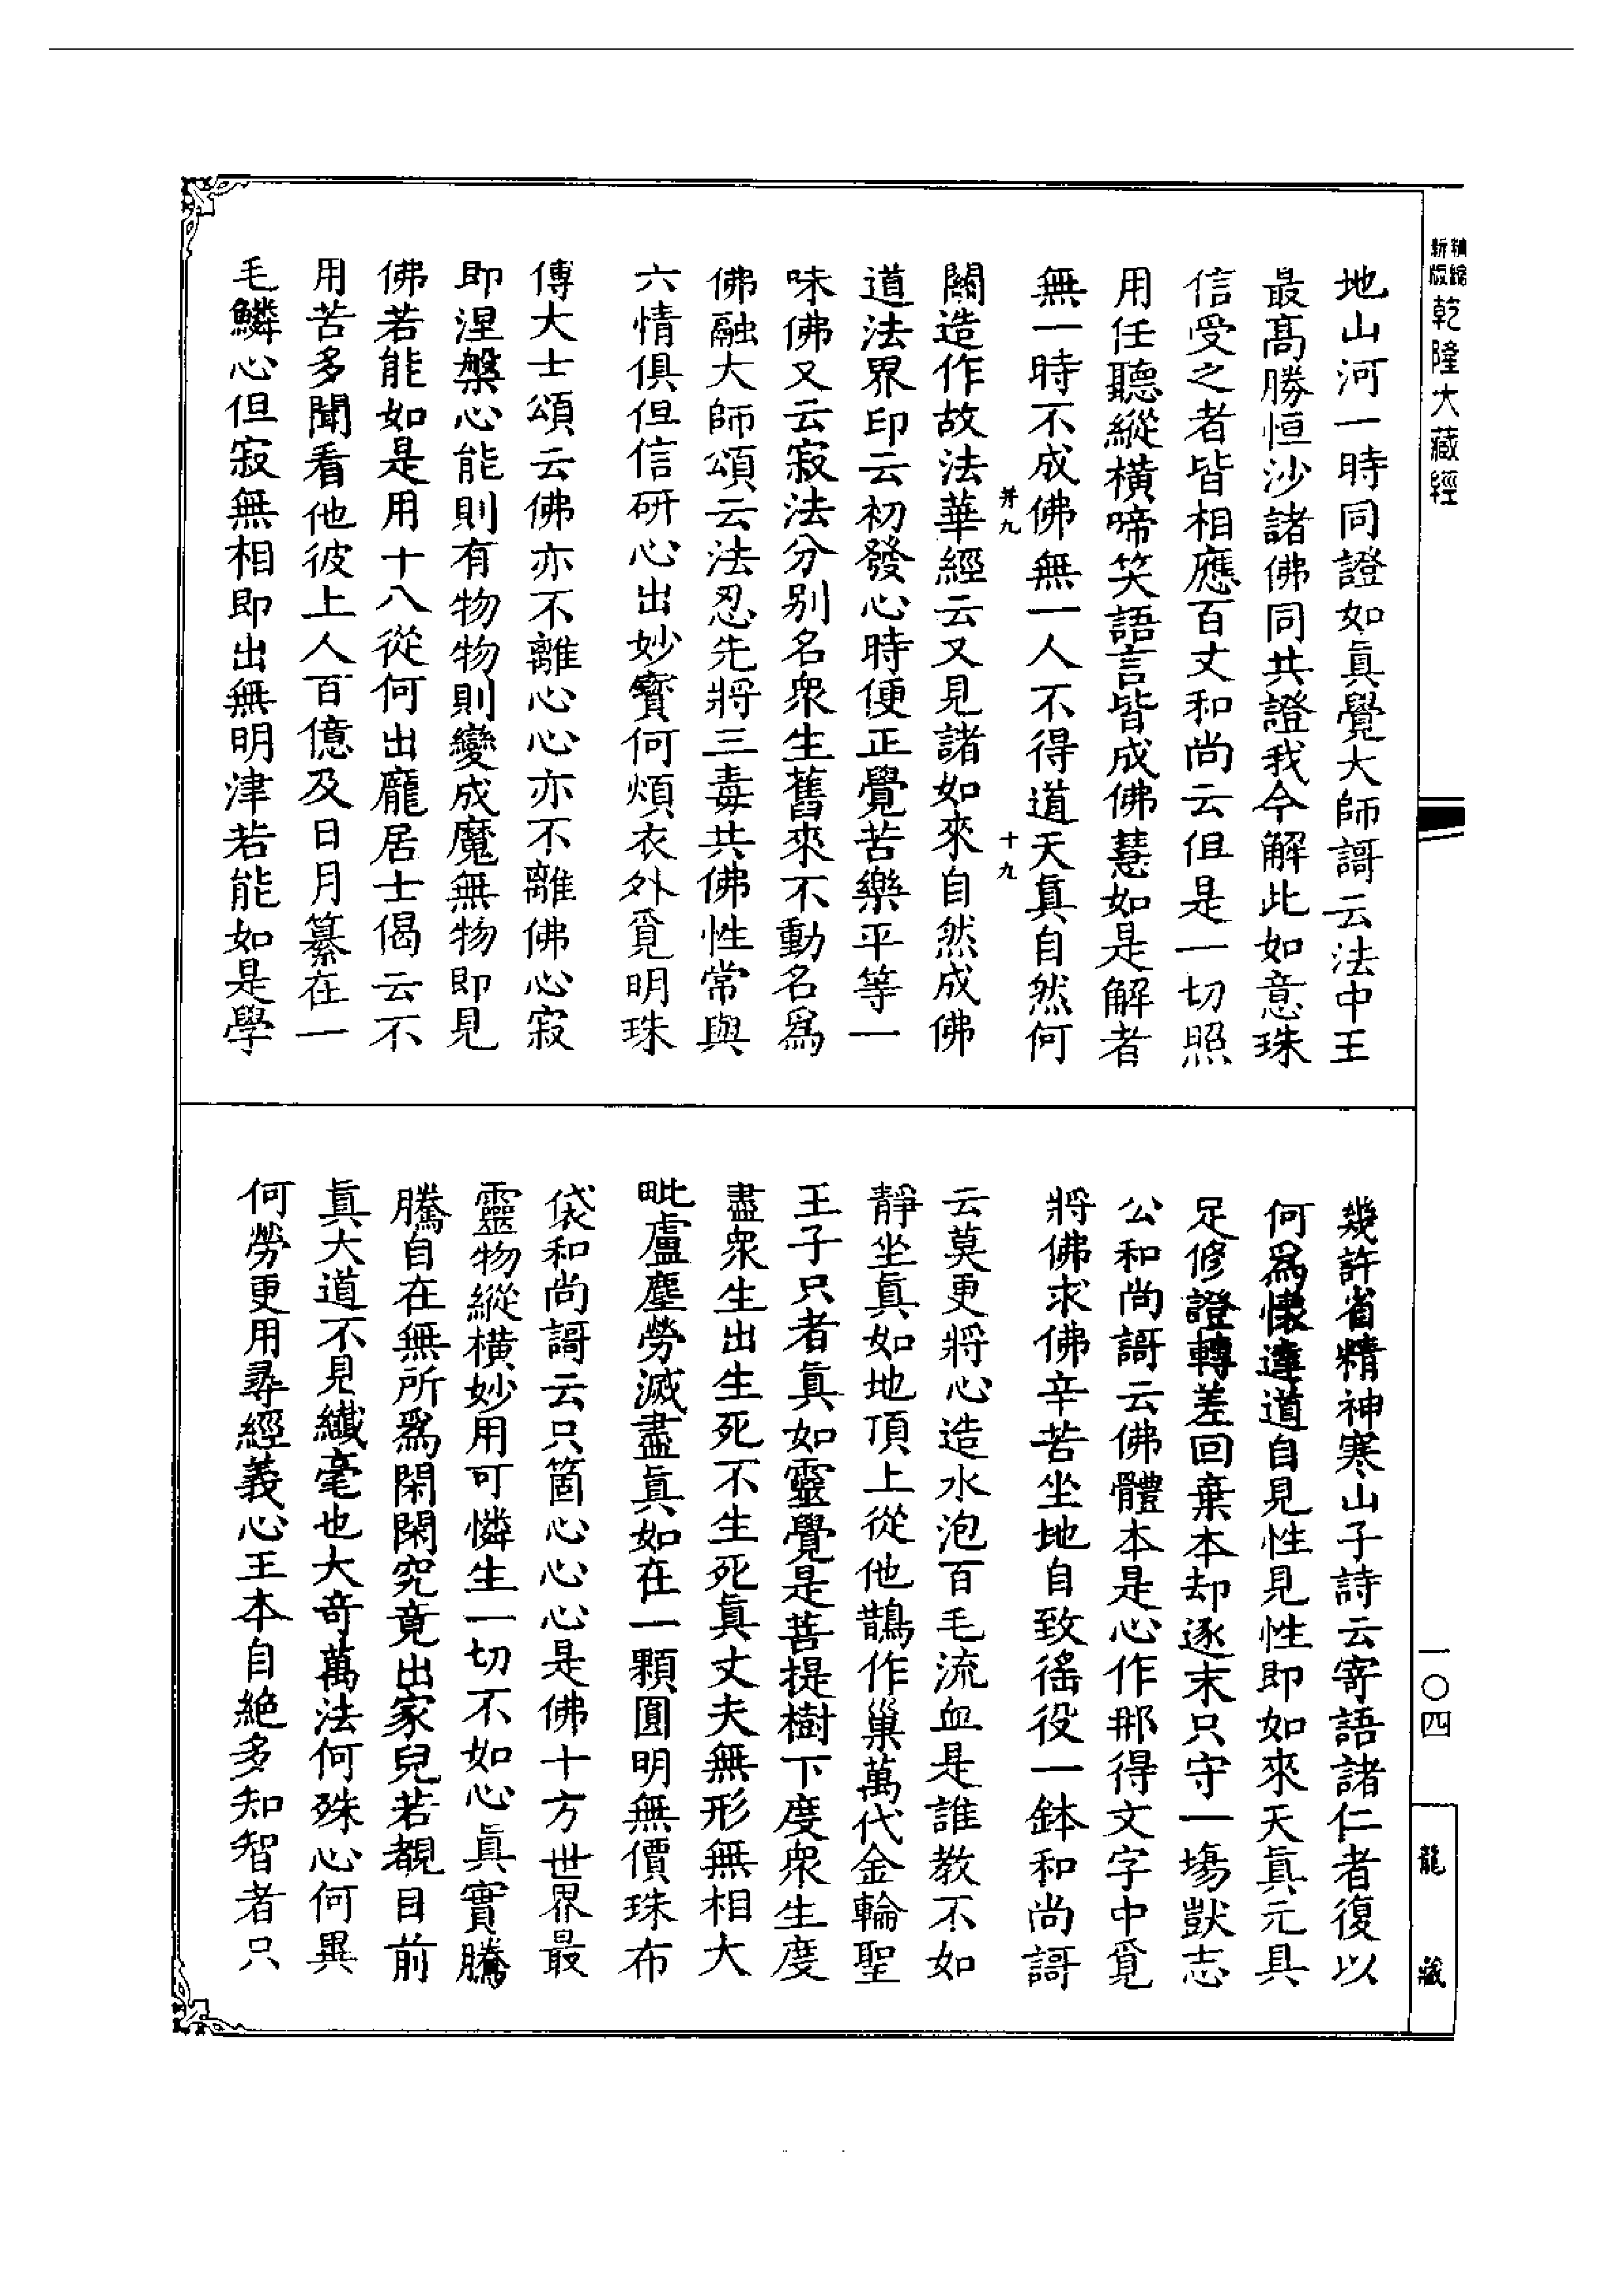 精縮
新版
乾隆大藏經
地山河一時同證如眞覺大師謌云法中王
最高勝恒沙諸佛同共證我今解此如意珠
信受之者皆相應百丈和尚云但是一切照
用任聽縱橫啼笑語言皆成佛慧如是解者
無一時不成佛無一人不得道天真自然何
并九
十九
關造作故法華經云又見諸如來自然成佛
道法界印云初發心時便正覺苦樂平等一
味佛又云寂法分別名衆生舊來不動名爲
佛融大師頌云法忍先將三毒共佛性常與
六情俱但信研心出妙寶何煩衣外覓明珠
傅大士頌云佛亦不離心心亦不離佛心寂
即涅槃心能則有物物則變成魔無物即見
佛若能如是用十八從何出龐居士偈云不
用苦多聞看他彼上人百億及日月纂在一
毛鱗心但寂無相即出無明津若能如是學
幾許省精神寒山子詩云寄語諸仁者復以
何爲懷達道自見性見性即如來天真元具
足修證轉差回棄本却逐末只守一場獃志
公和尚謌云佛體本是心作那得文字中覓
將佛求佛辛苦坐地自致徭役一鉢和尚謌
云莫更將心造水泡百毛流血是誰教不如
靜坐眞如地頂上從他鵲作巢萬代金輪聖
王子只者眞如靈覺是菩提樹下度衆生度
盡衆生出生死不生死眞丈夫無形無相大
毗盧塵勞滅盡眞如在一顆圓明無價珠布
袋和尚謌云只箇心心心是佛十方世界最
靈物縱橫妙用可憐生一切不如心眞實騰
騰自在無所爲閑閑究竟出家兒若覩目前
眞大道不見纖毫也大奇萬法何殊心何異
何勞更用尋經義心王本自絶多知智者只
一〇四
龍藏